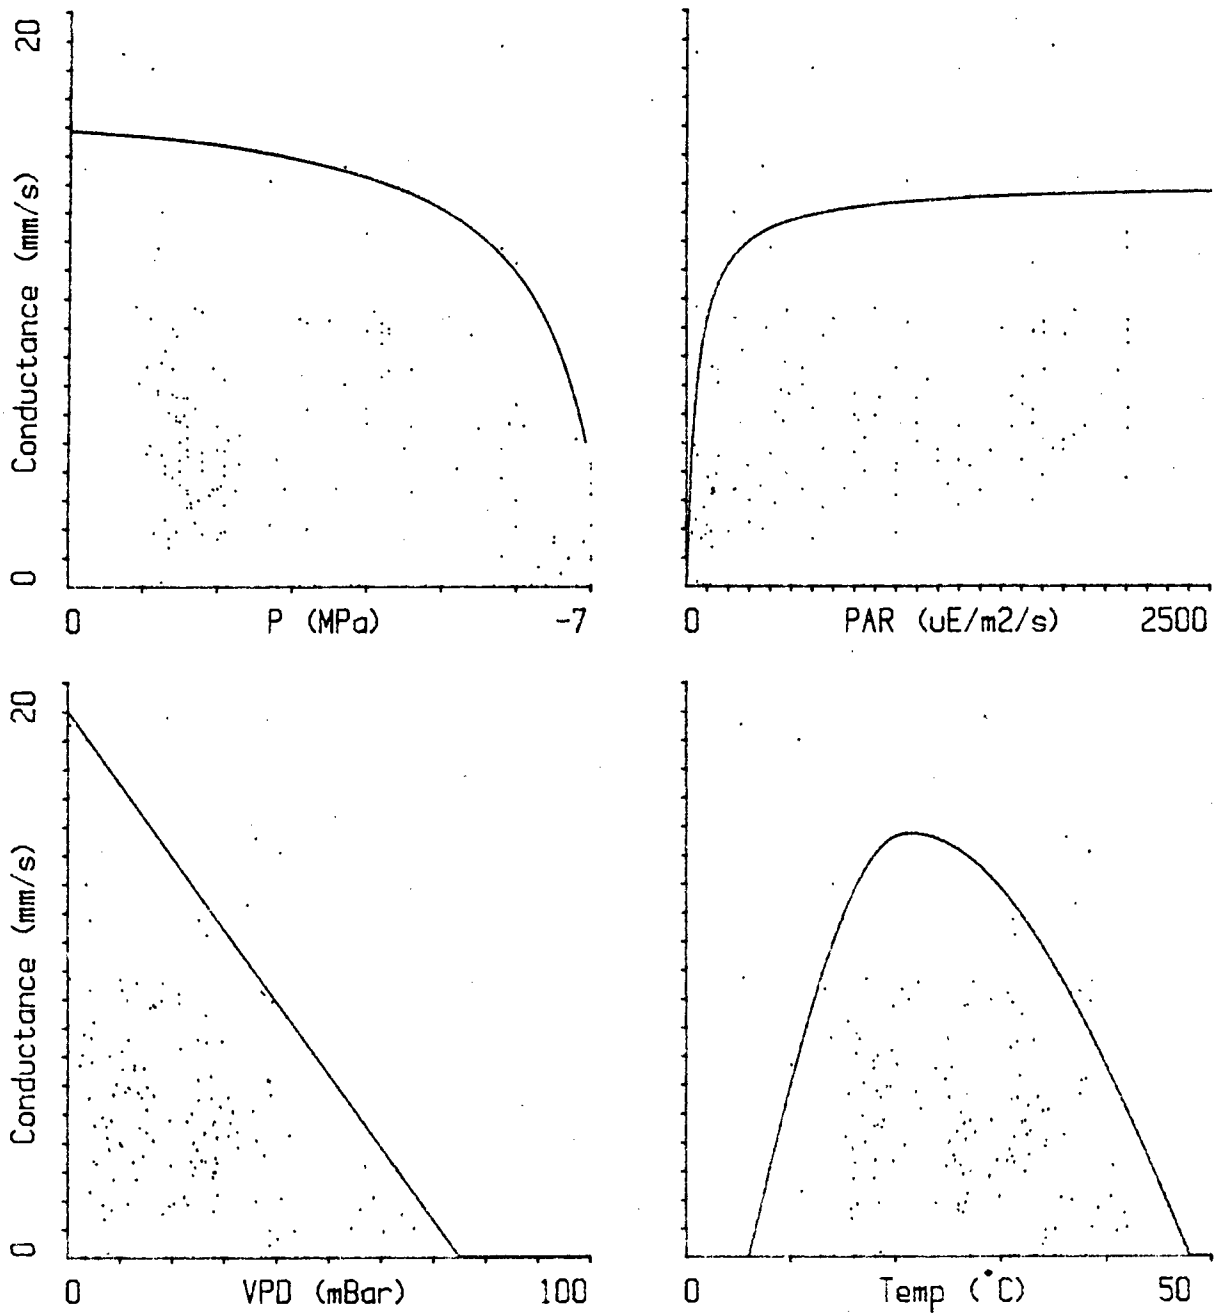 20
Conductance (mm/s)
0
0 P (MPa) -7
0 PAR (uE/m2/s) 2500
20
Conductance (mm/s)
0
0 VPD (mBar) 100
0 Temp (°C) 50